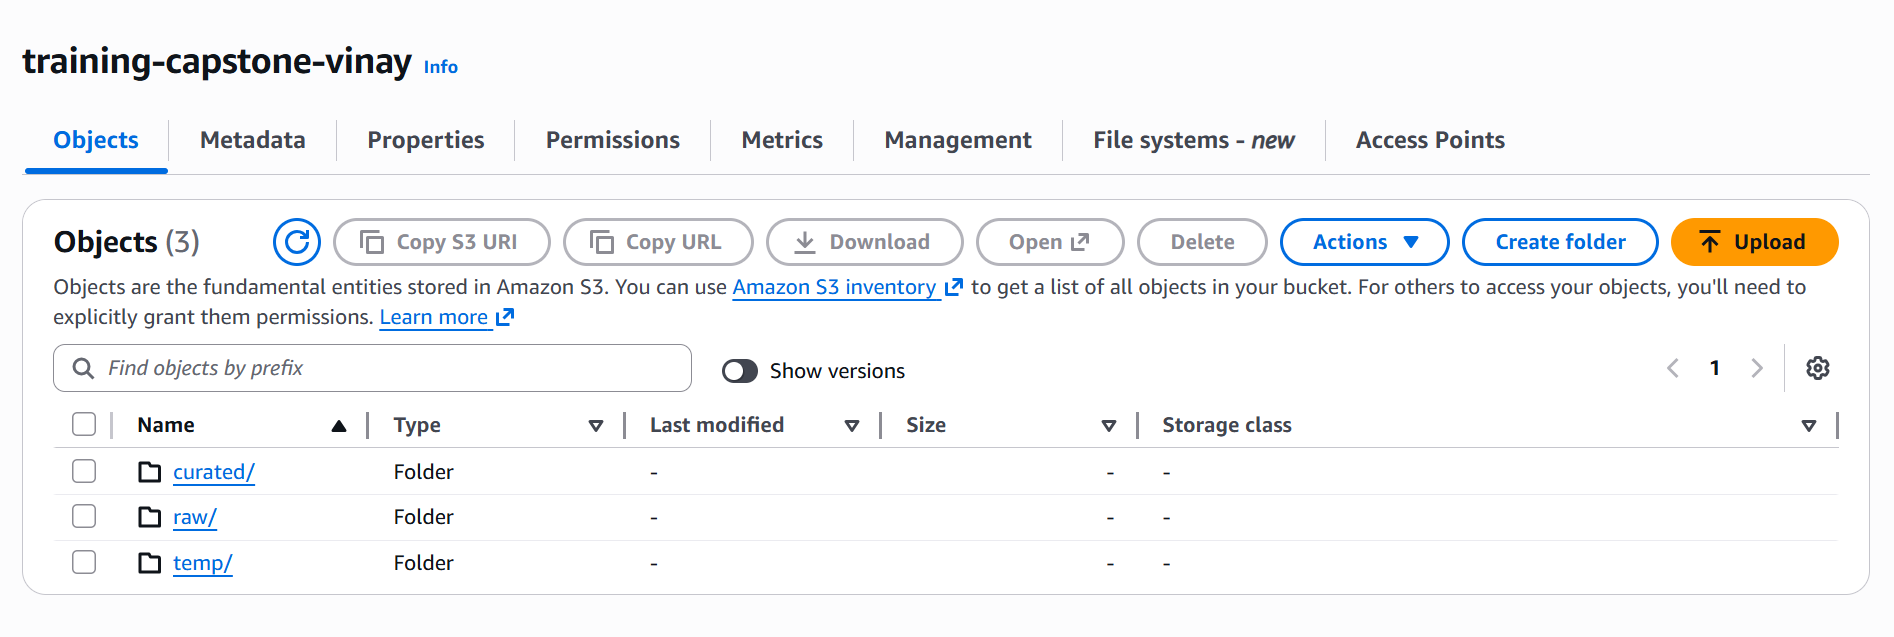 training-capstone-vinay Info
Objects Metadata Properties Permissions Metrics Management File systems - new Access Points
Objects (3) Copy S3 URI Copy URL Download Open Delete Actions Create folder Upload
Objects are the fundamental entities stored in Amazon S3. You can use Amazon S3 inventory to get a list of all objects in your bucket. For others to access your objects, you'll need to
explicitly grant them permissions. Learn more
Find objects by prefix Show versions 1
Name Type Last modified Size Storage class
curated/ Folder - - -
raw/ Folder - - -
temp/ Folder - - -